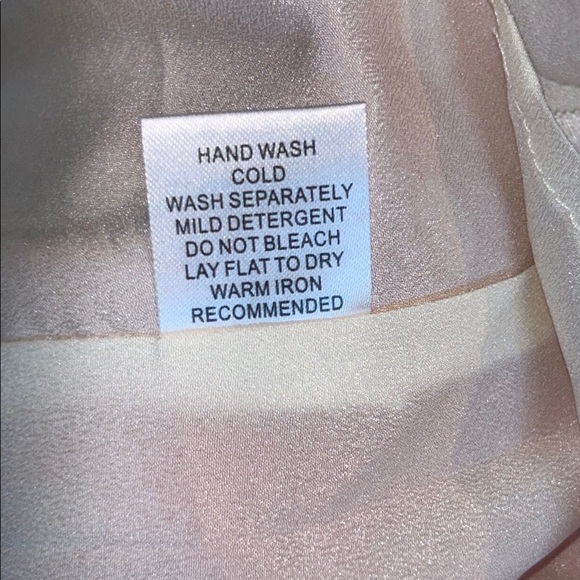 HAND WASH
COLD
WASH SEPARATELY
MILD DETERGENT
DO NOT BLEACH
LAY FLAT TO DRY
WARM IRON
RECOMMENDED